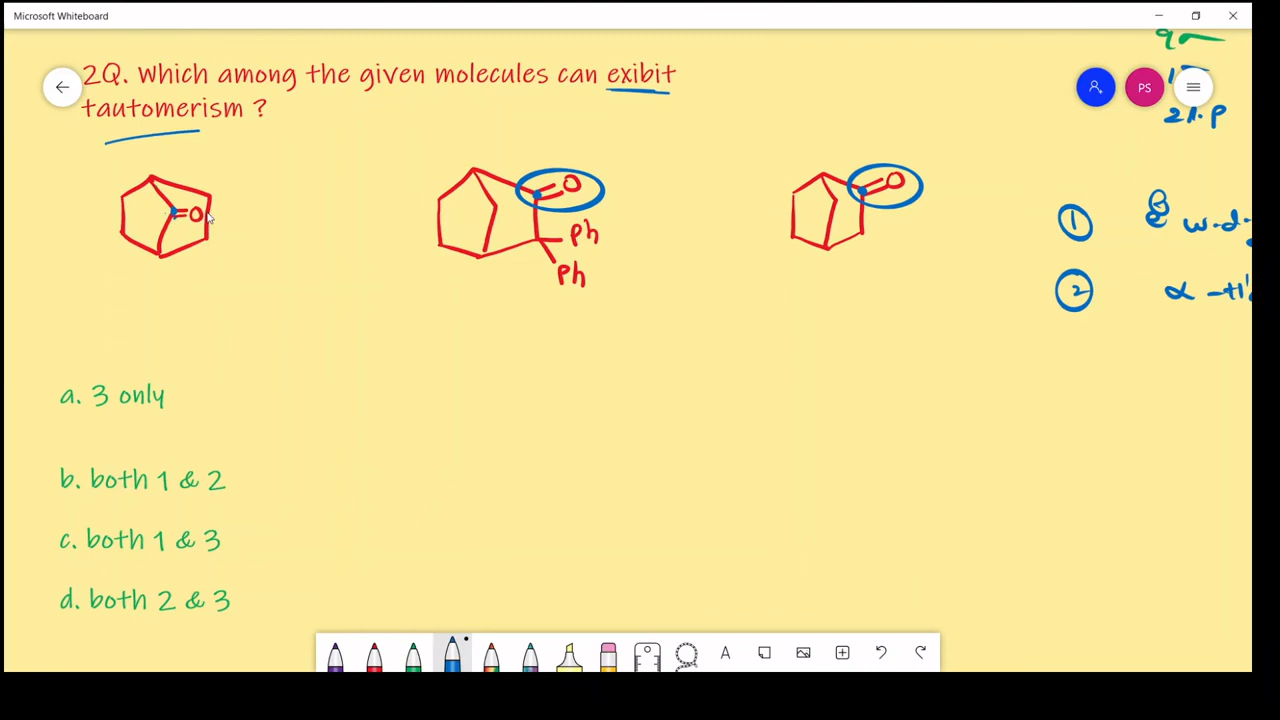 Microsoft Whiteboard
2Q. Which among the given molecules can exibit
tautomerism ?
PS
=O
O
Ph
Ph
O
1
2
α -H
a. 3 only
b. both 1 & 2
c. both 1 & 3
d. both 2 & 3
A